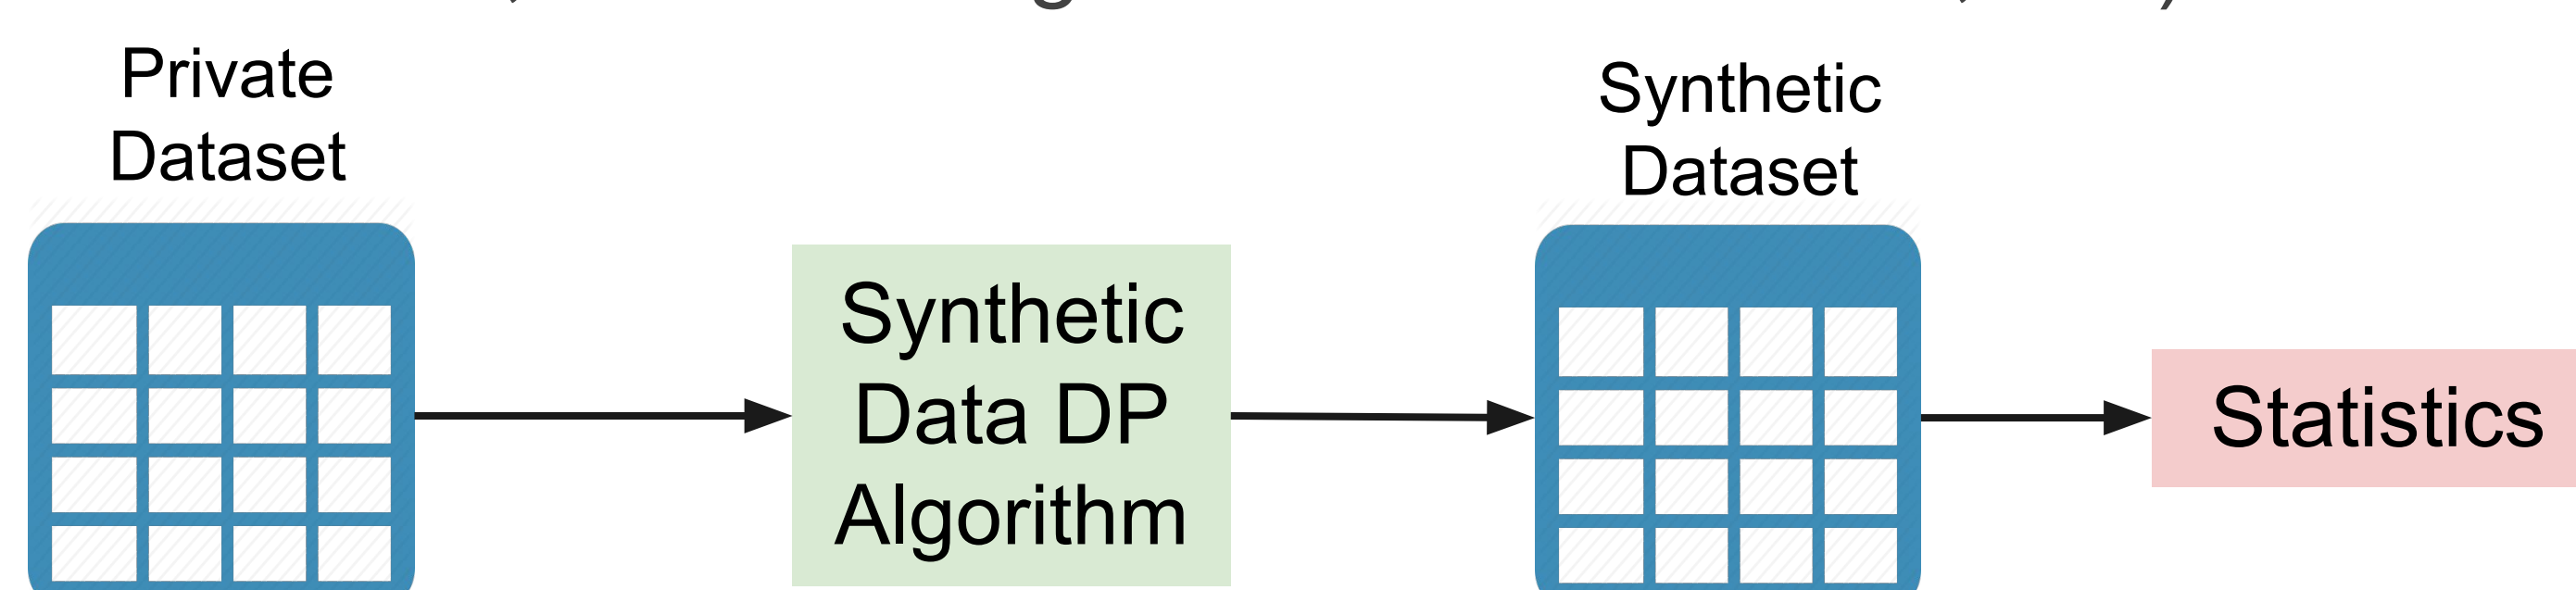 Private
Dataset
Synthetic
Data DP
Algorithm
Synthetic
Dataset
Statistics